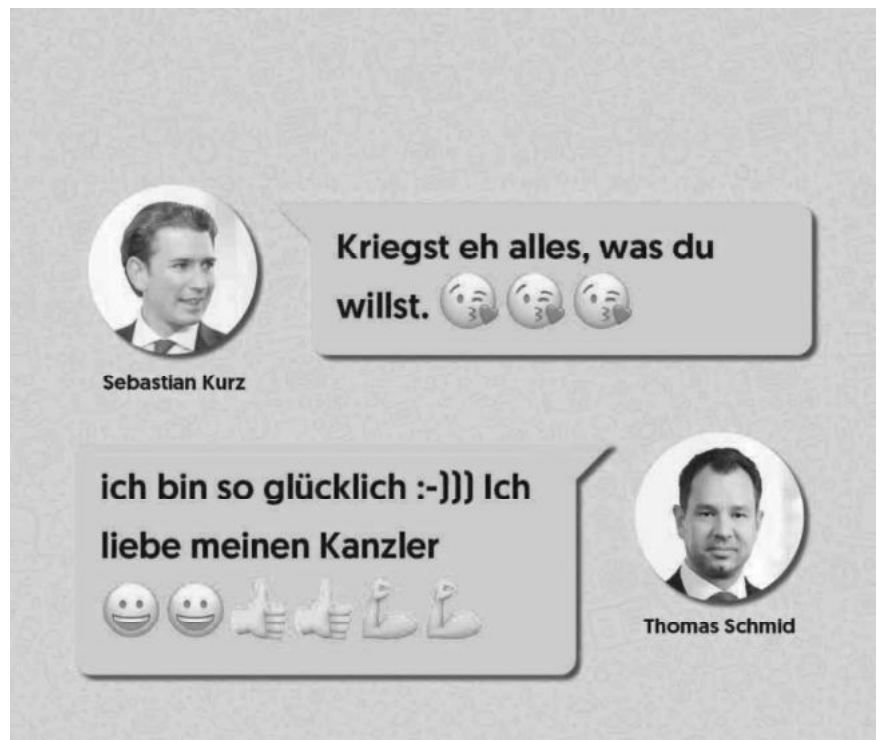 Kriegst eh alles, was du
willst. 😘 😘 😘
Sebastian Kurz
ich bin so glücklich :-))) Ich
liebe meinen Kanzler
😀 😀 👍 👍 💪 💪
Thomas Schmid